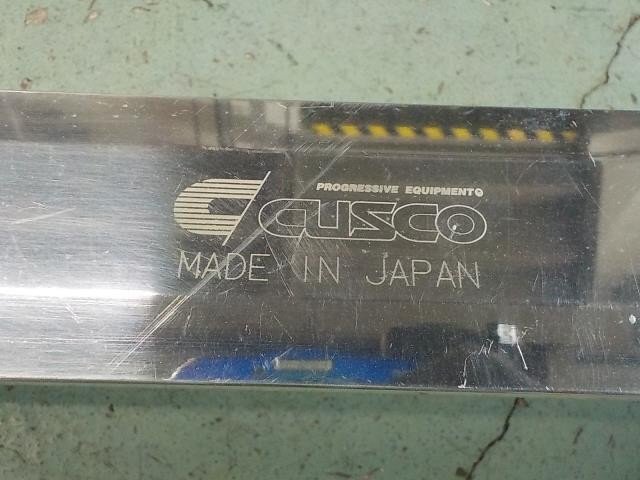 PROGRESSIVE EQUIPMENT
CUSCO
MADE IN JAPAN